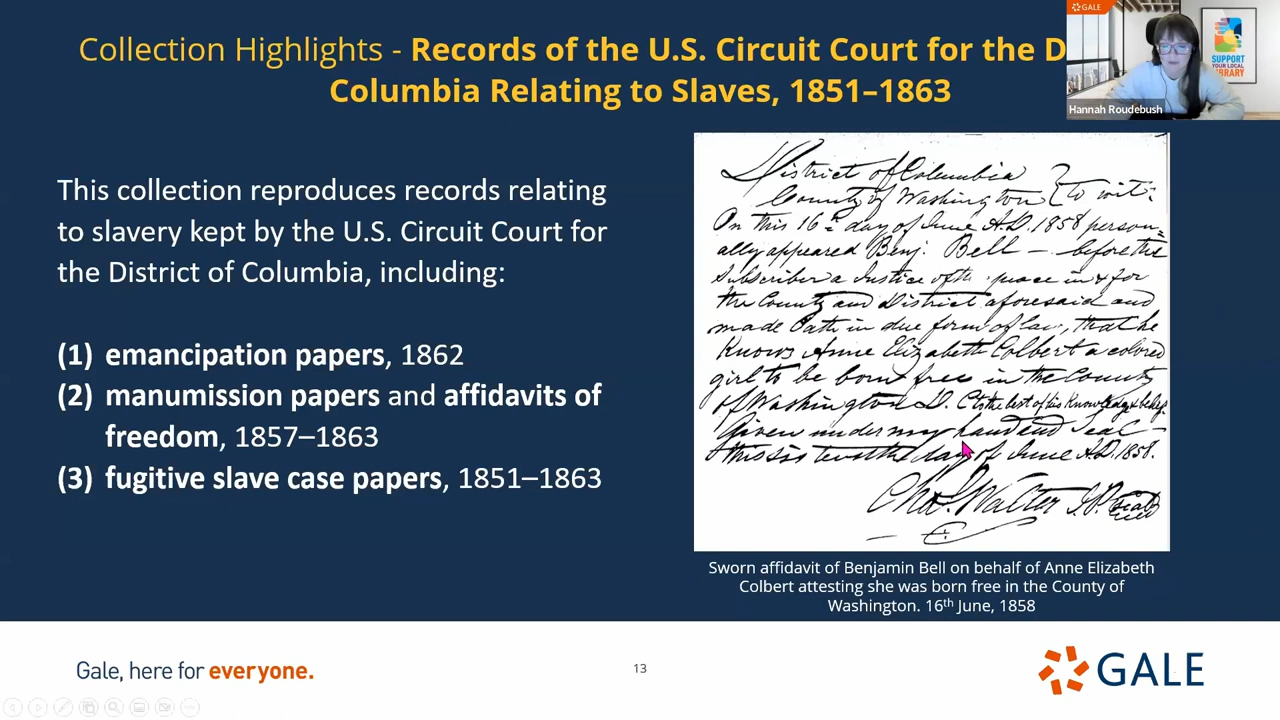 Collection Highlights - Records of the U.S. Circuit Court for the D
Columbia Relating to Slaves, 1851–1863
GALE
SUPPORT
YOUR LOCAL
LIBRARY
Hannah Roudebush
This collection reproduces records relating
to slavery kept by the U.S. Circuit Court for
the District of Columbia, including:
(1) emancipation papers, 1862
(2) manumission papers and affidavits of
freedom, 1857–1863
(3) fugitive slave case papers, 1851–1863
District of Columbia
County of Washington } to wit:
On this 16th day of June A.D. 1858 person-
ally appeared Benj. Bell — before the
Subscriber a Justice of the peace in & for
the County and District aforesaid and
made Oath in due form of law, that he
Knows Anne Elizabeth Colbert a colored
girl to be born free in the County
of Washington D. C to the best of his Knowledge & belief.
Given under my hand and Seal —
this day of June A.D. 1858.
Chas. Walter J.P. Seal
Sworn affidavit of Benjamin Bell on behalf of Anne Elizabeth
Colbert attesting she was born free in the County of
Washington. 16th June, 1858
Gale, here for everyone.
13
GALE